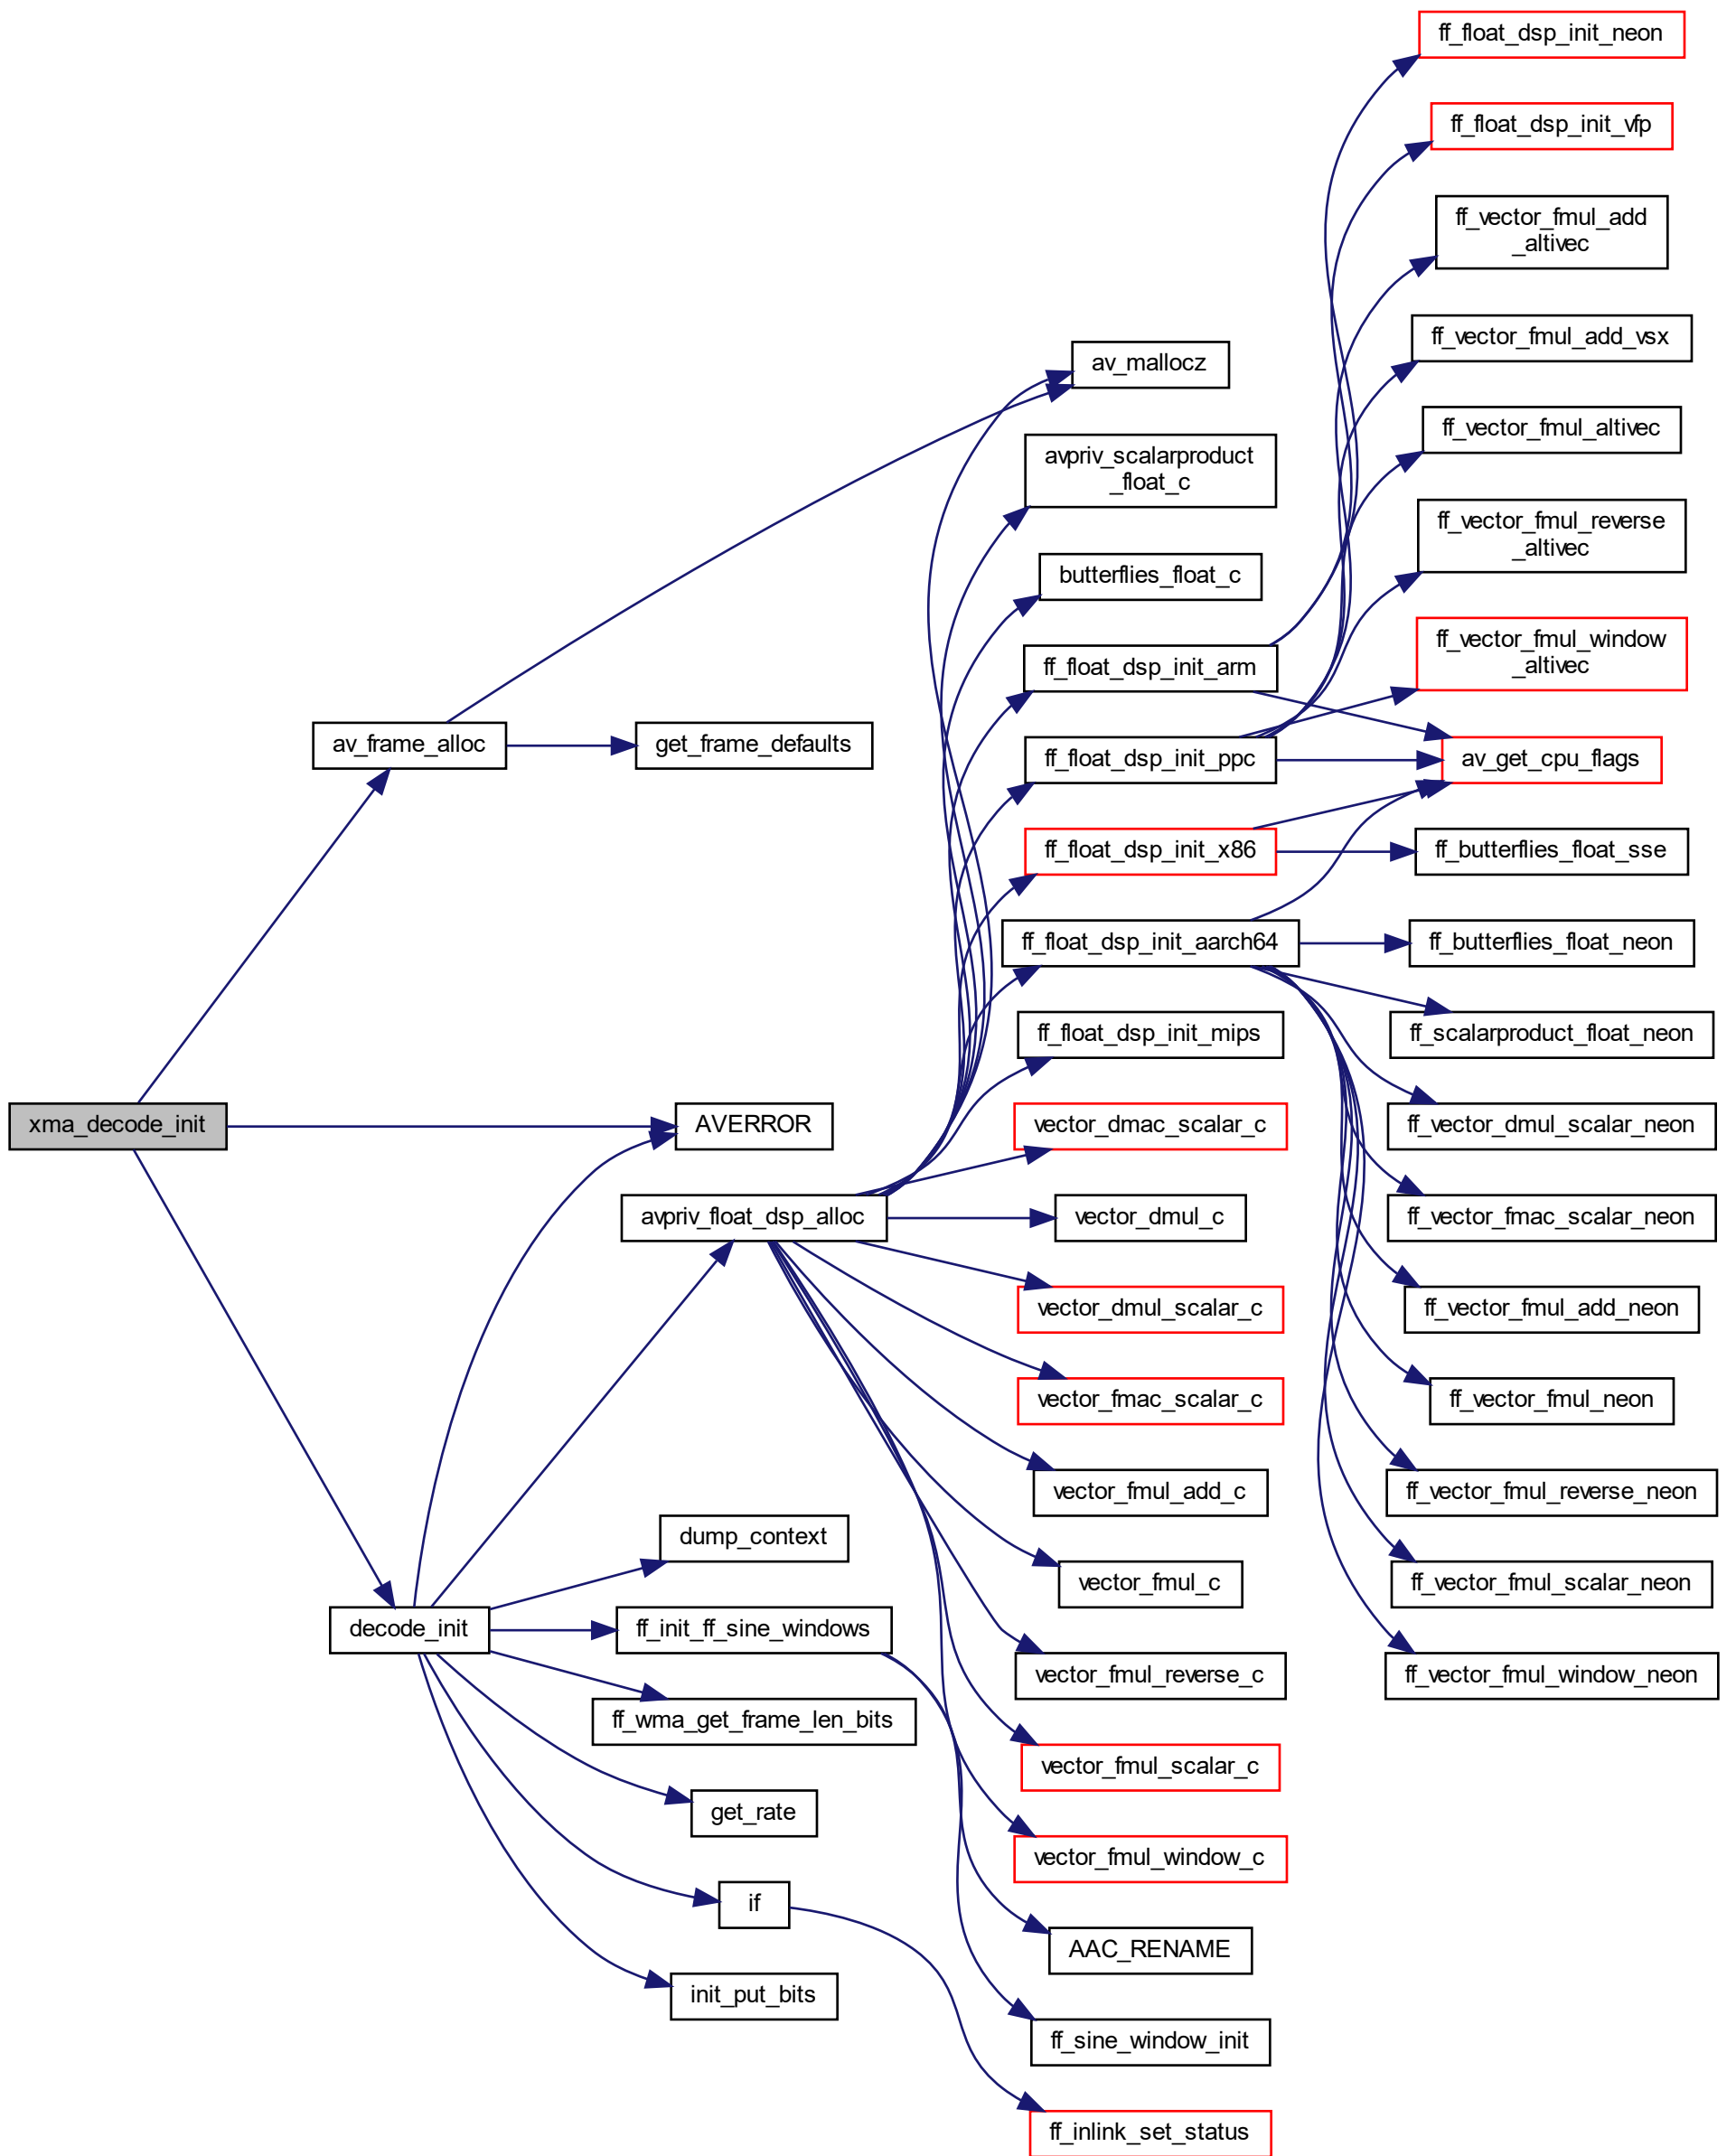 ff_float_dsp_init_neon
ff_float_dsp_init_vfp
ff_vector_fmul_add
_altivec
ff_vector_fmul_add_vsx
av_mallocz
ff_vector_fmul_altivec
avpriv_scalarproduct
_float_c
ff_vector_fmul_reverse
_altivec
butterflies_float_c
ff_vector_fmul_window
_altivec
ff_float_dsp_init_arm
av_frame_alloc
get_frame_defaults
ff_float_dsp_init_ppc
av_get_cpu_flags
ff_float_dsp_init_x86
ff_butterflies_float_sse
ff_float_dsp_init_aarch64
ff_butterflies_float_neon
ff_float_dsp_init_mips
ff_scalarproduct_float_neon
xma_decode_init
AVERROR
vector_dmac_scalar_c
ff_vector_dmul_scalar_neon
avpriv_float_dsp_alloc
vector_dmul_c
ff_vector_fmac_scalar_neon
vector_dmul_scalar_c
ff_vector_fmul_add_neon
vector_fmac_scalar_c
ff_vector_fmul_neon
vector_fmul_add_c
ff_vector_fmul_reverse_neon
dump_context
vector_fmul_c
ff_vector_fmul_scalar_neon
decode_init
ff_init_ff_sine_windows
vector_fmul_reverse_c
ff_vector_fmul_window_neon
ff_wma_get_frame_len_bits
vector_fmul_scalar_c
get_rate
vector_fmul_window_c
if
AAC_RENAME
init_put_bits
ff_sine_window_init
ff_inlink_set_status